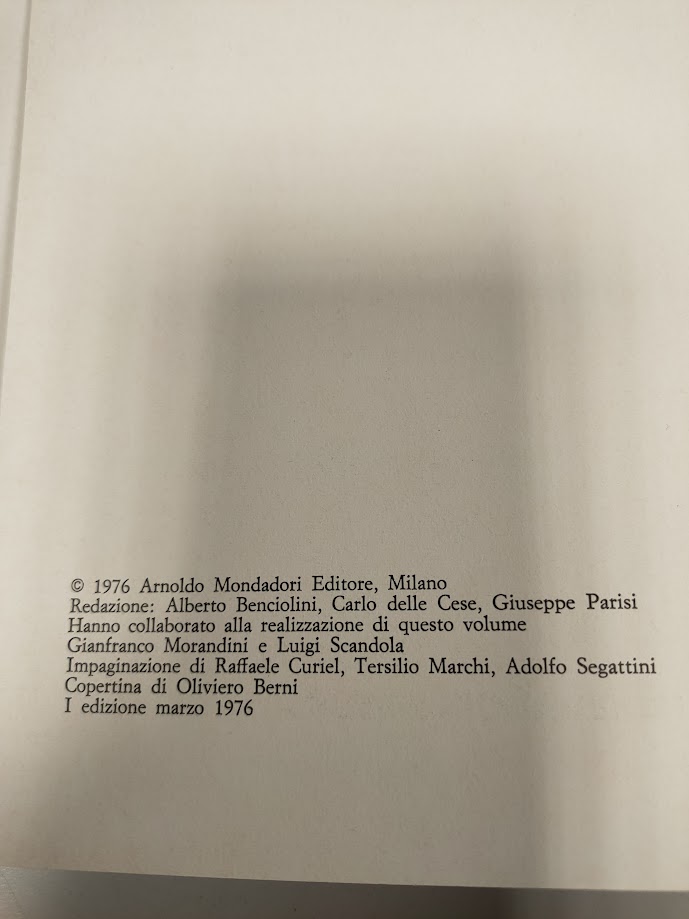 © 1976 Arnoldo Mondadori Editore, Milano
Redazione: Alberto Benciolini, Carlo delle Cese, Giuseppe Parisi
Hanno collaborato alla realizzazione di questo volume
Gianfranco Morandini e Luigi Scandola
Impaginazione di Raffaele Curiel, Tersilio Marchi, Adolfo Segattini
Copertina di Oliviero Berni
I edizione marzo 1976